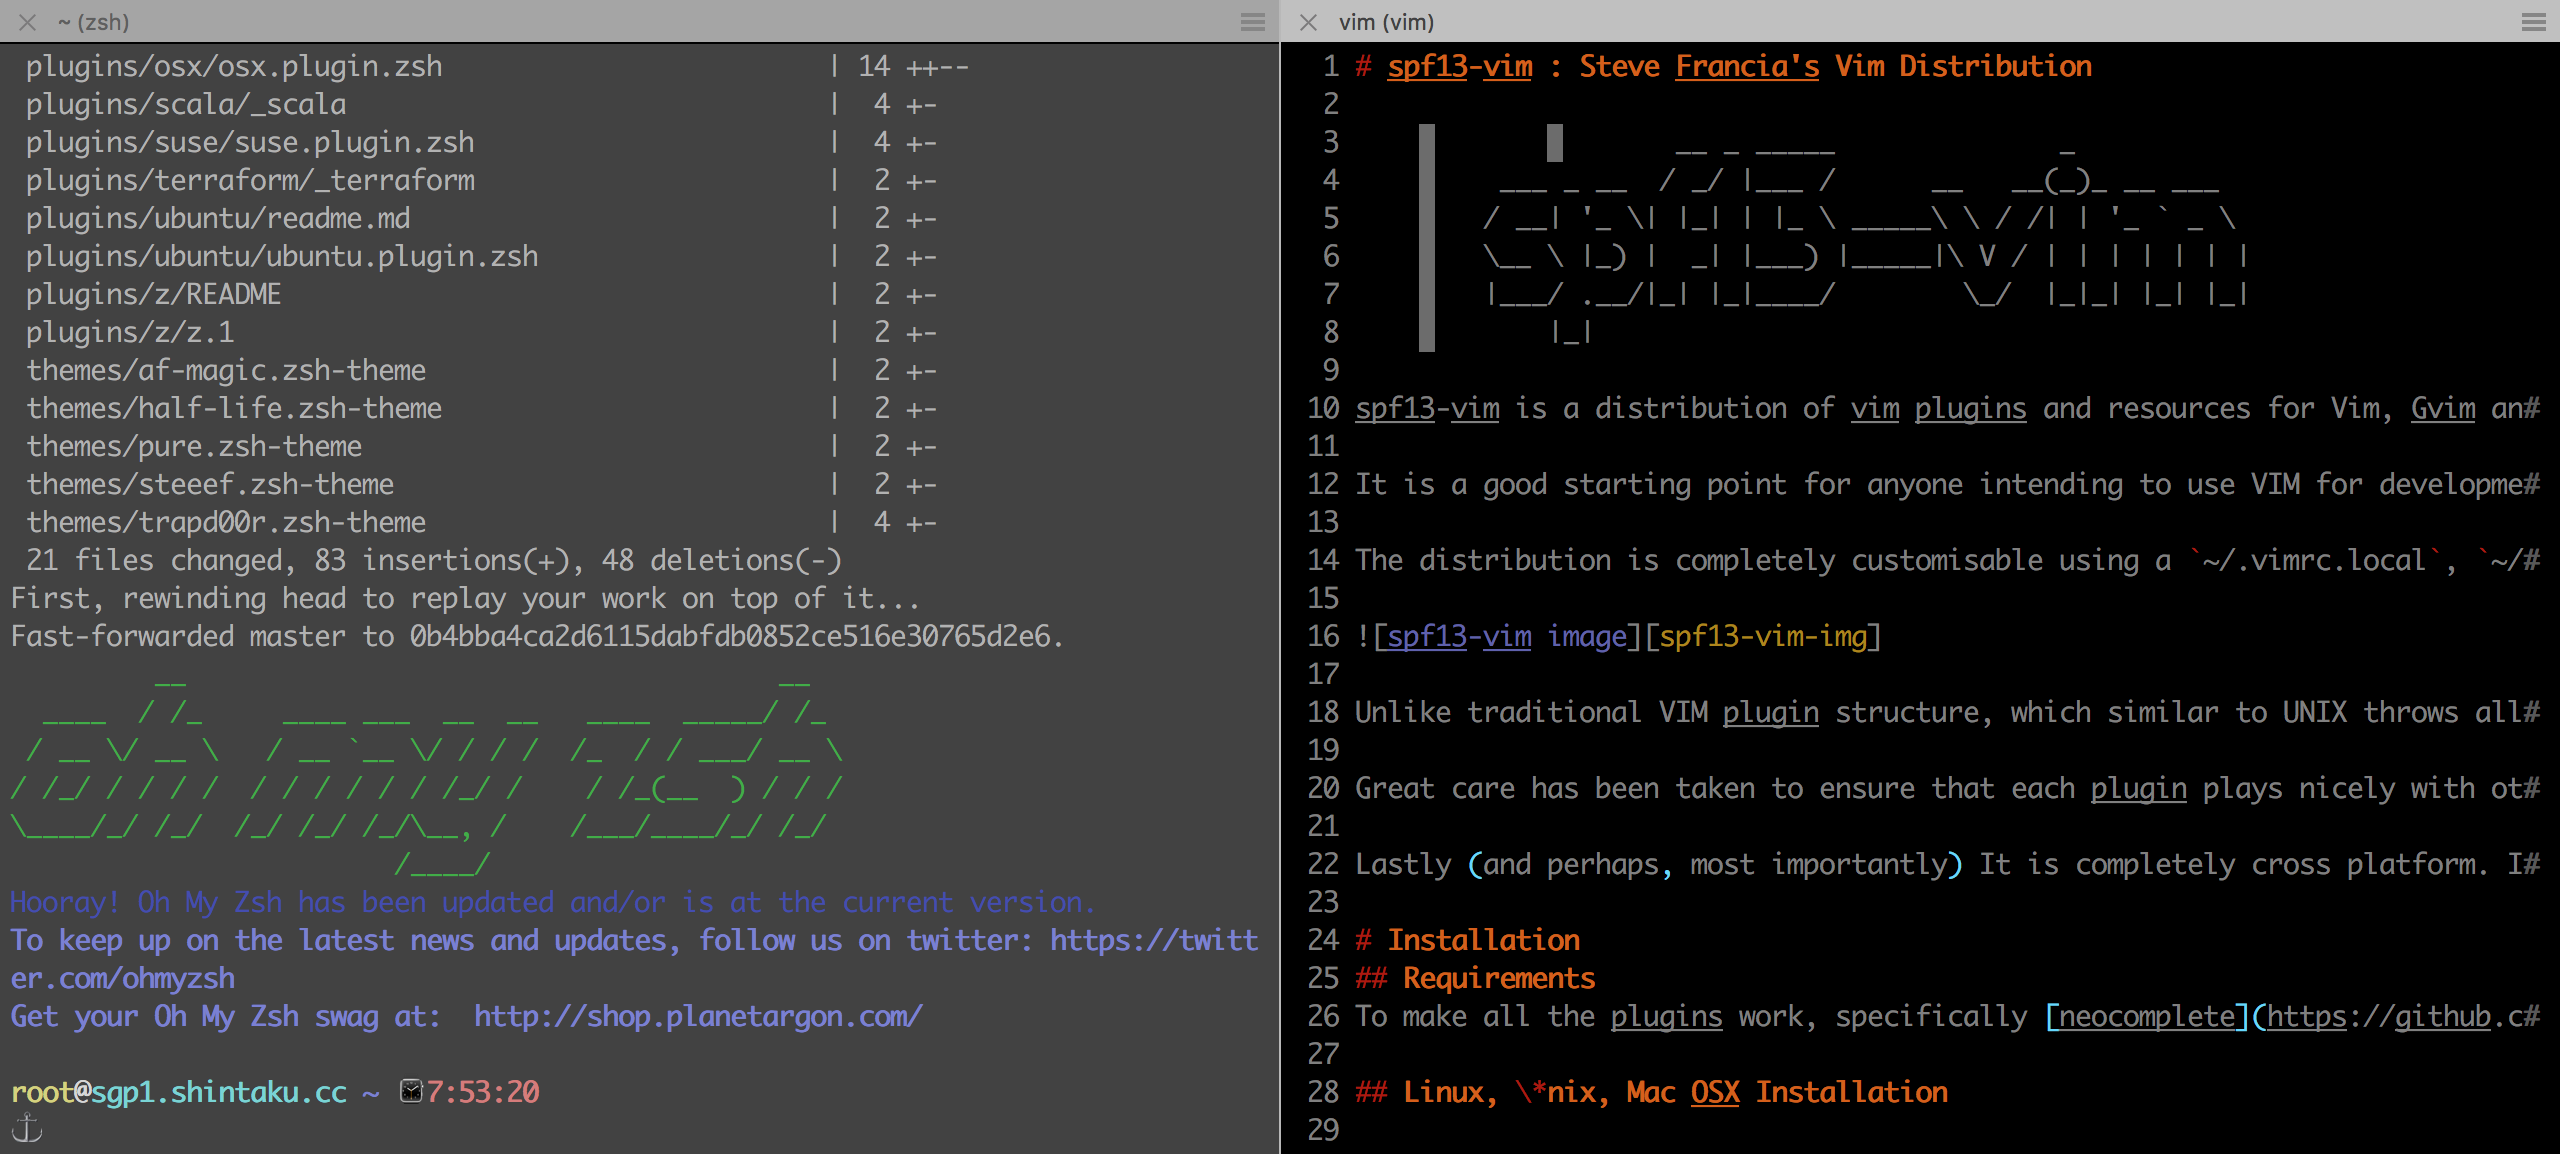 ~ (zsh)
plugins/osx/osx.plugin.zsh | 14 ++--
plugins/scala/_scala | 4 +-
plugins/suse/suse.plugin.zsh | 4 +-
plugins/terraform/_terraform | 2 +-
plugins/ubuntu/readme.md | 2 +-
plugins/ubuntu/ubuntu.plugin.zsh | 2 +-
plugins/z/README | 2 +-
plugins/z/z.1 | 2 +-
themes/af-magic.zsh-theme | 2 +-
themes/half-life.zsh-theme | 2 +-
themes/pure.zsh-theme | 2 +-
themes/steeef.zsh-theme | 2 +-
themes/trapd00r.zsh-theme | 4 +-
21 files changed, 83 insertions(+), 48 deletions(-)
First, rewinding head to replay your work on top of it...
Fast-forwarded master to 0b4bba4ca2d6115dabfdb0852ce516e30765d2e6.
oh my zsh
Hooray! Oh My Zsh has been updated and/or is at the current version.
To keep up on the latest news and updates, follow us on twitter: https://twitt
er.com/ohmyzsh
Get your Oh My Zsh swag at:  http://shop.planetargon.com/
root@sgp1.shintaku.cc ~ 7:53:20
vim (vim)
1 # spf13-vim : Steve Francia's Vim Distribution
2
3
4
5
6
7
8
spf13-vim
9
10 spf13-vim is a distribution of vim plugins and resources for Vim, Gvim an#
11
12 It is a good starting point for anyone intending to use VIM for developme#
13
14 The distribution is completely customisable using a `~/.vimrc.local`, `~/#
15
16 ![spf13-vim image][spf13-vim-img]
17
18 Unlike traditional VIM plugin structure, which similar to UNIX throws all#
19
20 Great care has been taken to ensure that each plugin plays nicely with ot#
21
22 Lastly (and perhaps, most importantly) It is completely cross platform. I#
23
24 # Installation
25 ## Requirements
26 To make all the plugins work, specifically [neocomplete](https://github.c#
27
28 ## Linux, \*nix, Mac OSX Installation
29